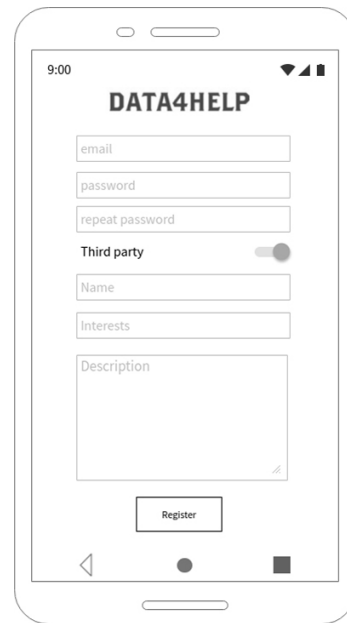 9:00
DATA4HELP
email
password
repeat password
Third party
Name
Interests
Description
Register